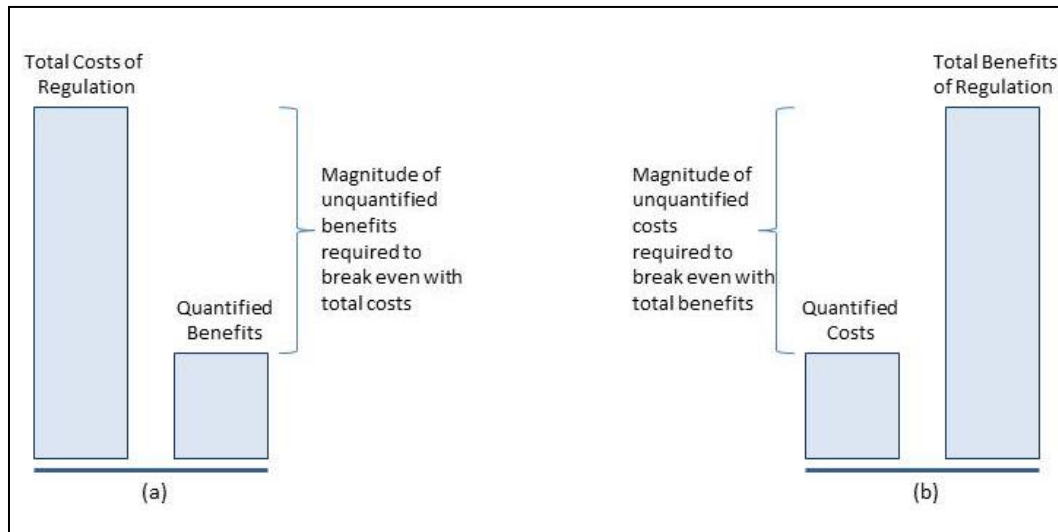 Total Costs of
Regulation
Quantified
Benefits
Magnitude of
unquantified
benefits
required to
break even with
total costs
(a)
Magnitude of
unquantified
costs
required to
break even with
total benefits
Quantified
Costs
Total Benefits
of Regulation
(b)